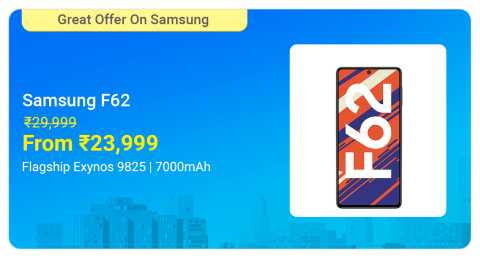 Great Offer On Samsung
Samsung F62
₹29,999
From ₹23,999
Flagship Exynos 9825 | 7000mAh
F62